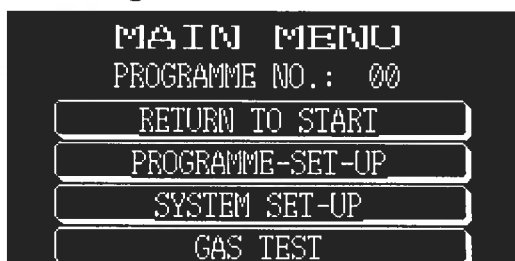 MAIN MENU
PROGRAMME NO.: 00
RETURN TO START
PROGRAMME-SET-UP
SYSTEM SET-UP
GAS TEST